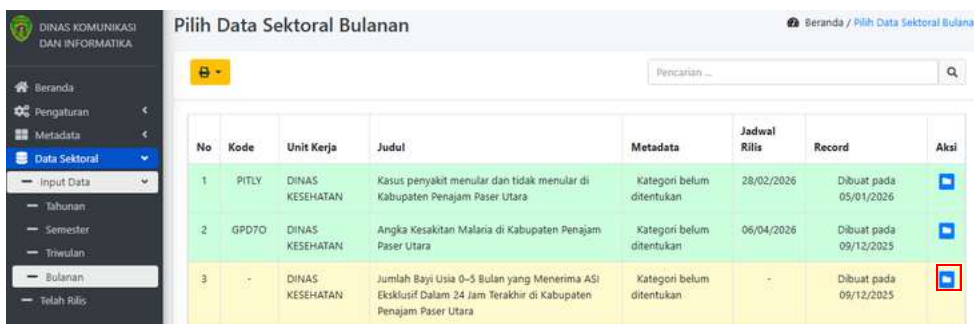 DINAS KOMUNIKASI
DAN INFORMATIKA
Beranda
Pengaturan
Metadata
Data Sektoral
Input Data
Tahunan
Semester
Triwulan
Bulanan
Telah Rilis
Pilih Data Sektoral Bulanan
Beranda / Pilih Data Sektoral Bulana
Pencarian ...
No Kode Unit Kerja Judul Metadata Jadwal Rilis Record Aksi
1 PITLY DINAS KESEHATAN Kasus penyakit menular dan tidak menular di Kabupaten Penajam Paser Utara Kategori belum ditentukan 28/02/2026 Dibuat pada 05/01/2026
2 GPD7O DINAS KESEHATAN Angka Kesakitan Malaria di Kabupaten Penajam Paser Utara Kategori belum ditentukan 06/04/2026 Dibuat pada 09/12/2025
3 - DINAS KESEHATAN Jumlah Bayi Usia 0–5 Bulan yang Menerima ASI Eksklusif Dalam 24 Jam Terakhir di Kabupaten Penajam Paser Utara Kategori belum ditentukan - Dibuat pada 09/12/2025